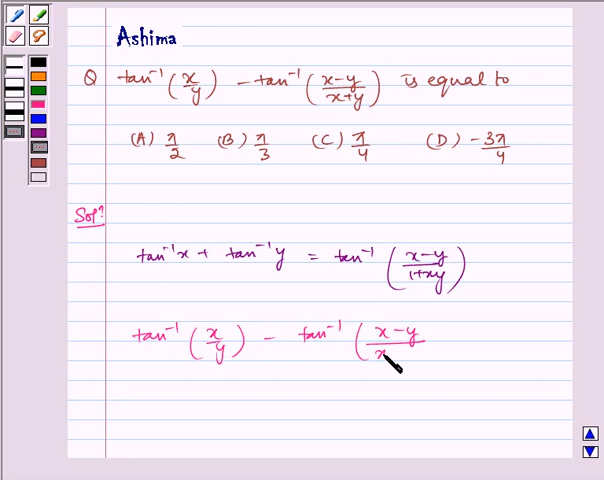 Ashima
Q tan⁻¹(x/y) - tan⁻¹((x-y)/(x+y)) is equal to
(A) π/2 (B) π/3 (C) π/4 (D) -3π/4
Solⁿ
tan⁻¹x + tan⁻¹y = tan⁻¹((x-y)/(1+xy))
tan⁻¹(x/y) - tan⁻¹((x-y)/x